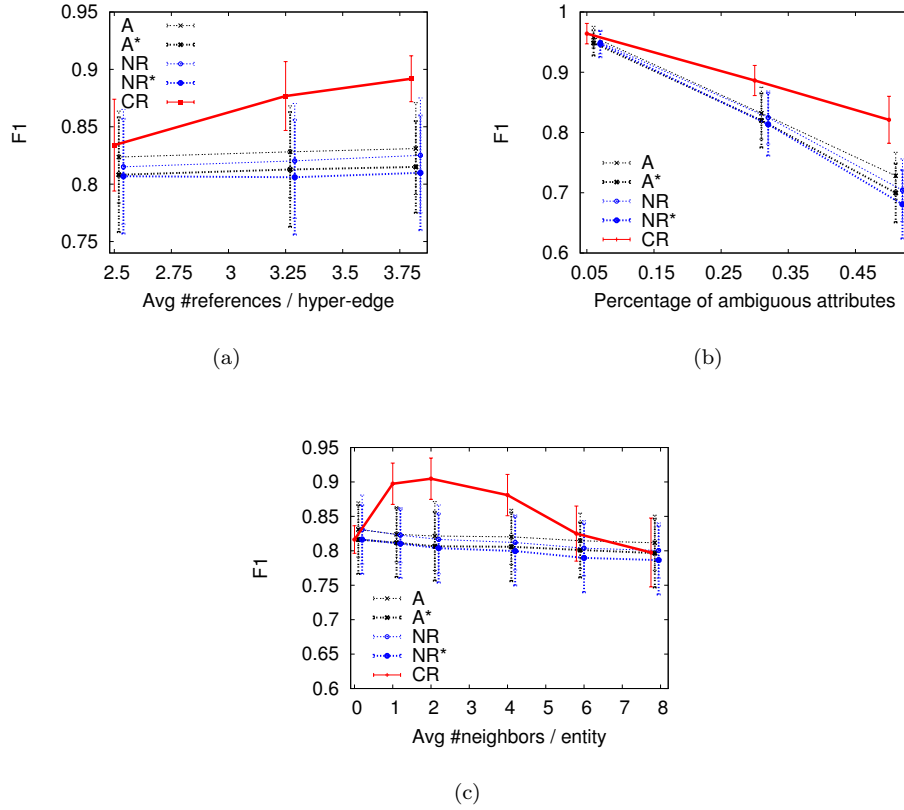 0.95
0.9
0.85
0.8
0.75
F1
A
A*
NR
NR*
CR
2.5 2.75 3 3.25 3.5 3.75
Avg #references / hyper-edge
(a)
1
0.9
0.8
0.7
0.6
F1
A
A*
NR
NR*
CR
0.05 0.15 0.25 0.35 0.45
Percentage of ambiguous attributes
(b)
0.95
0.9
0.85
0.8
0.75
0.7
0.65
0.6
F1
A
A*
NR
NR*
CR
0 1 2 3 4 5 6 7 8
Avg #neighbors / entity
(c)